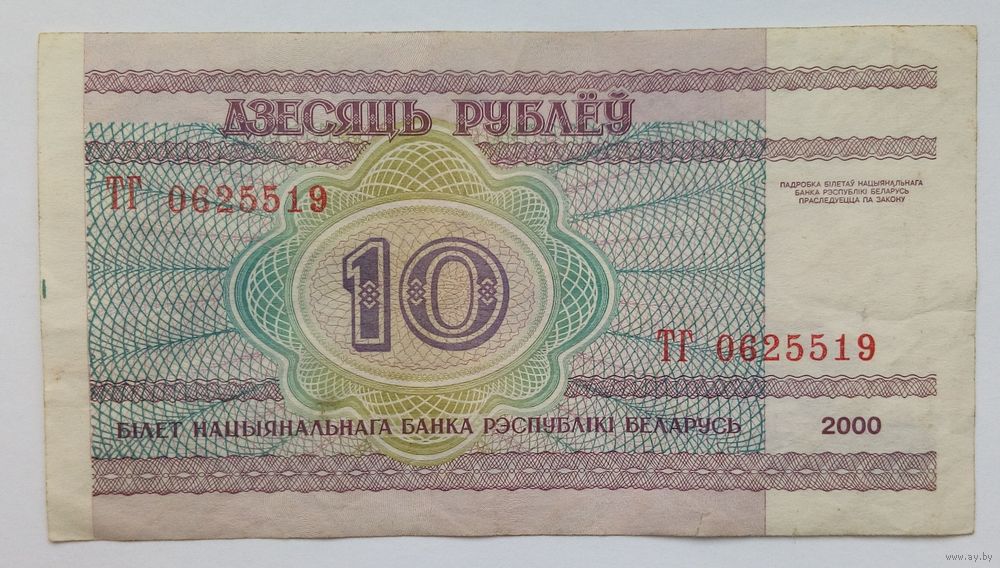 ДЗЕСЯЦЬ РУБЛЁЎ
ТГ 0625519
ПАДРОБКА БІЛЕТАЎ НАЦЫЯНАЛЬНАГА
БАНКА РЭСПУБЛІКІ БЕЛАРУСЬ
ПРАСЛЕДУЕЦЦА ПА ЗАКОНУ
10
ТГ 0625519
БІЛЕТ НАЦЫЯНАЛЬНАГА БАНКА РЭСПУБЛІКІ БЕЛАРУСЬ 2000
www.ay.by